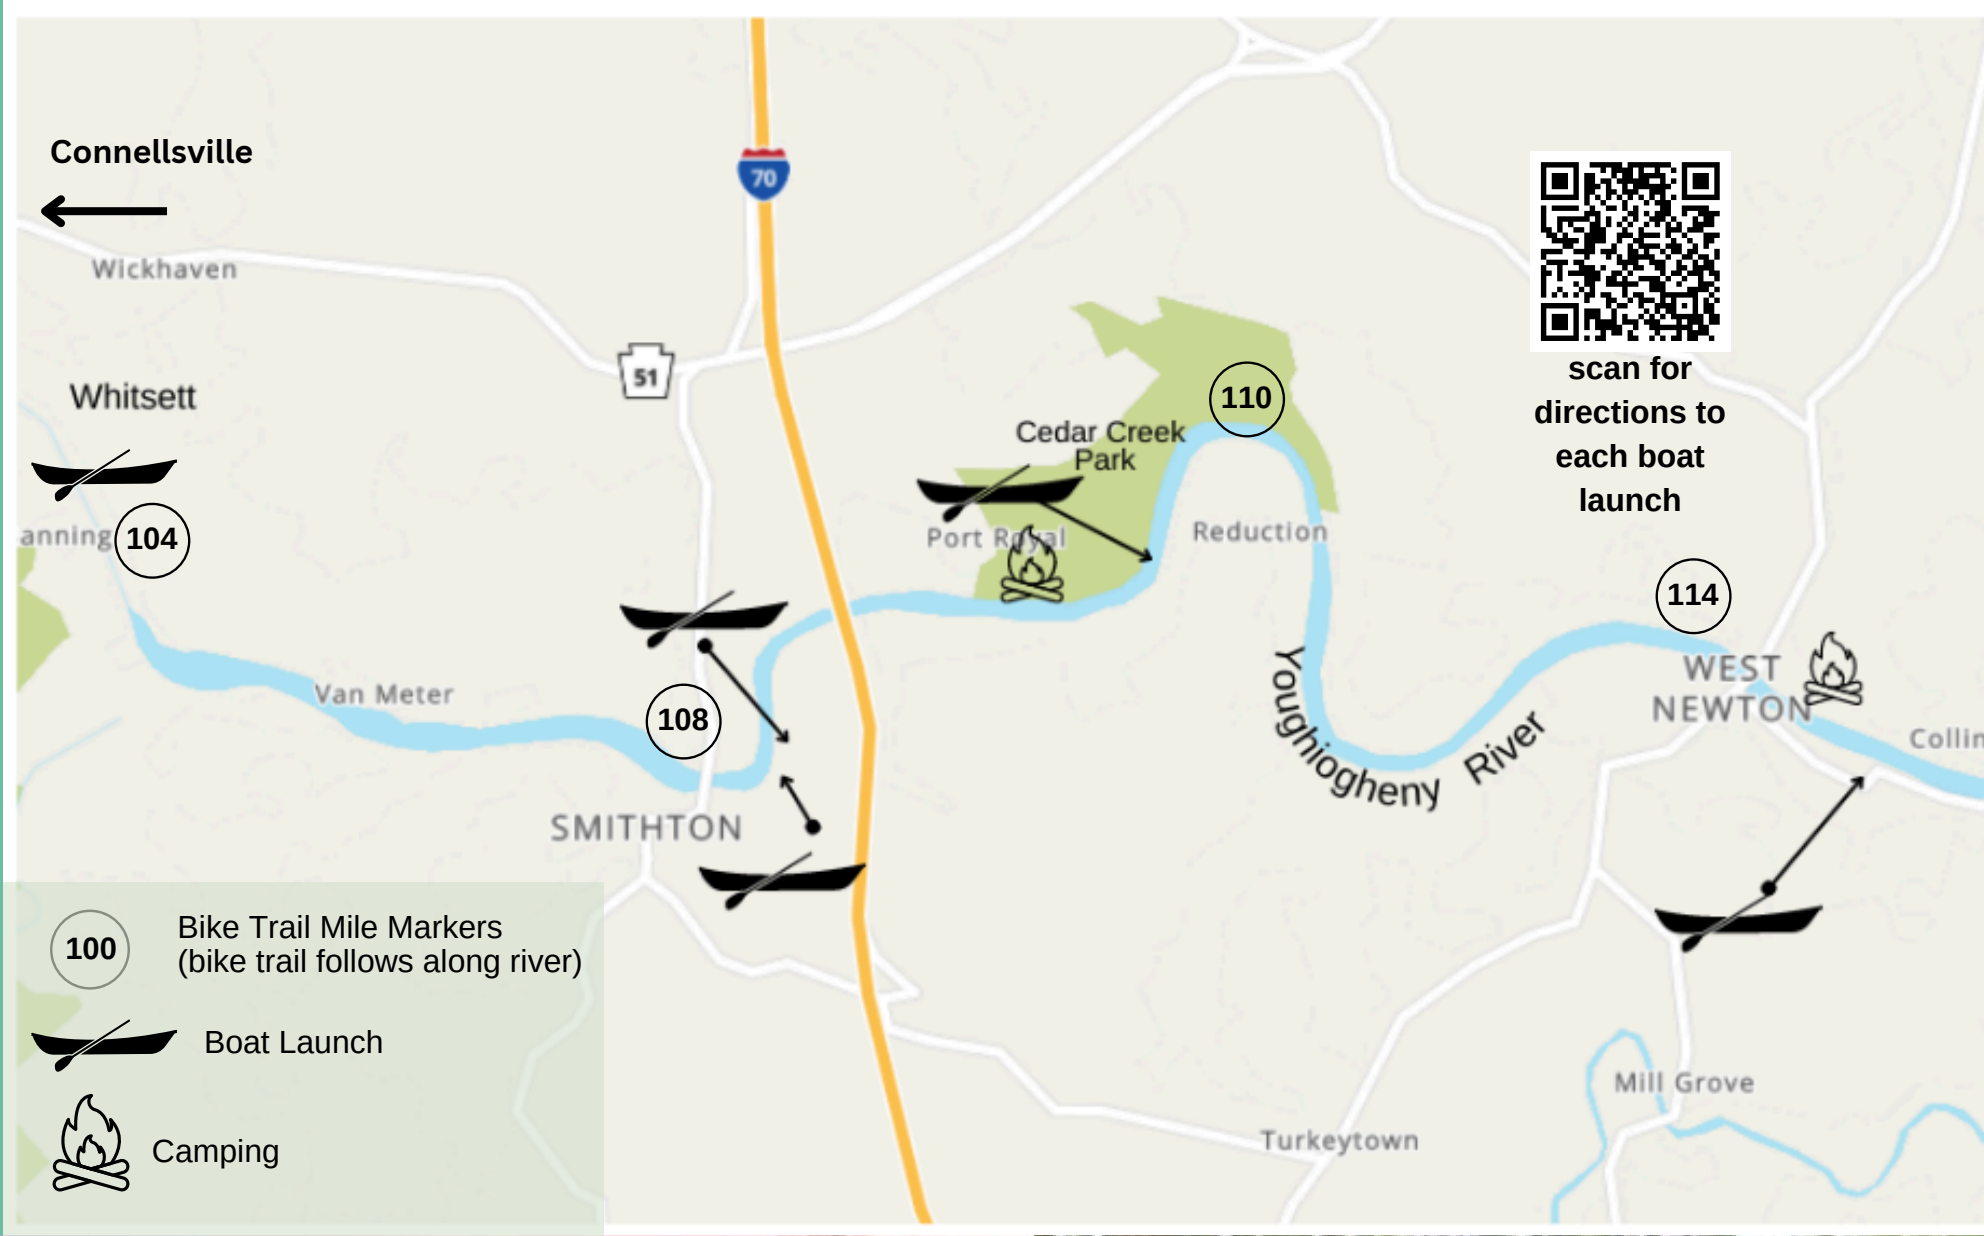 Connellsville
70
Wickhaven
51
Whitsett
110
Cedar Creek
Park
scan for
directions to
each boat
launch
anning
104
Port Royal
Reduction
114
WEST
NEWTON
Van Meter
108
Youghiogheny River
Collin
SMITHTON
100
Bike Trail Mile Markers
(bike trail follows along river)
Boat Launch
Camping
Mill Grove
Turkeytown